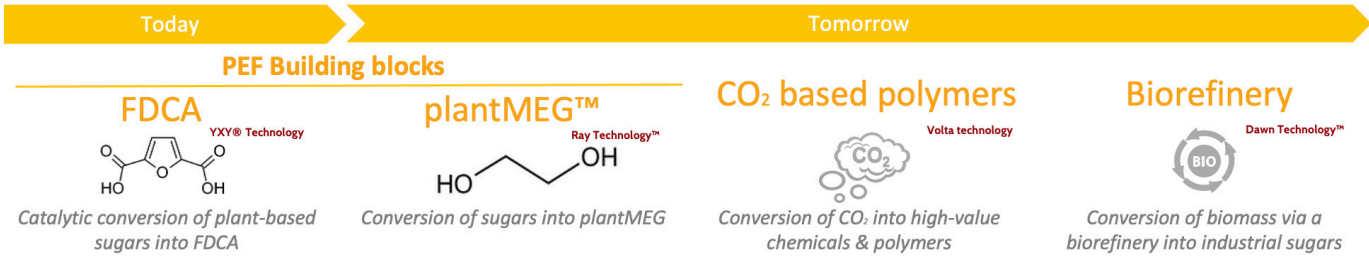 Today
Tomorrow
PEF Building blocks
FDCA
YXY® Technology
O
O
HO
O
OH
Catalytic conversion of plant-based
sugars into FDCA
plantMEG™
Ray Technology™
OH
HO
Conversion of sugars into plantMEG
CO₂ based polymers
Volta technology
CO₂
Conversion of CO₂ into high-value
chemicals & polymers
Biorefinery
Dawn Technology™
BIO
Conversion of biomass via a
biorefinery into industrial sugars